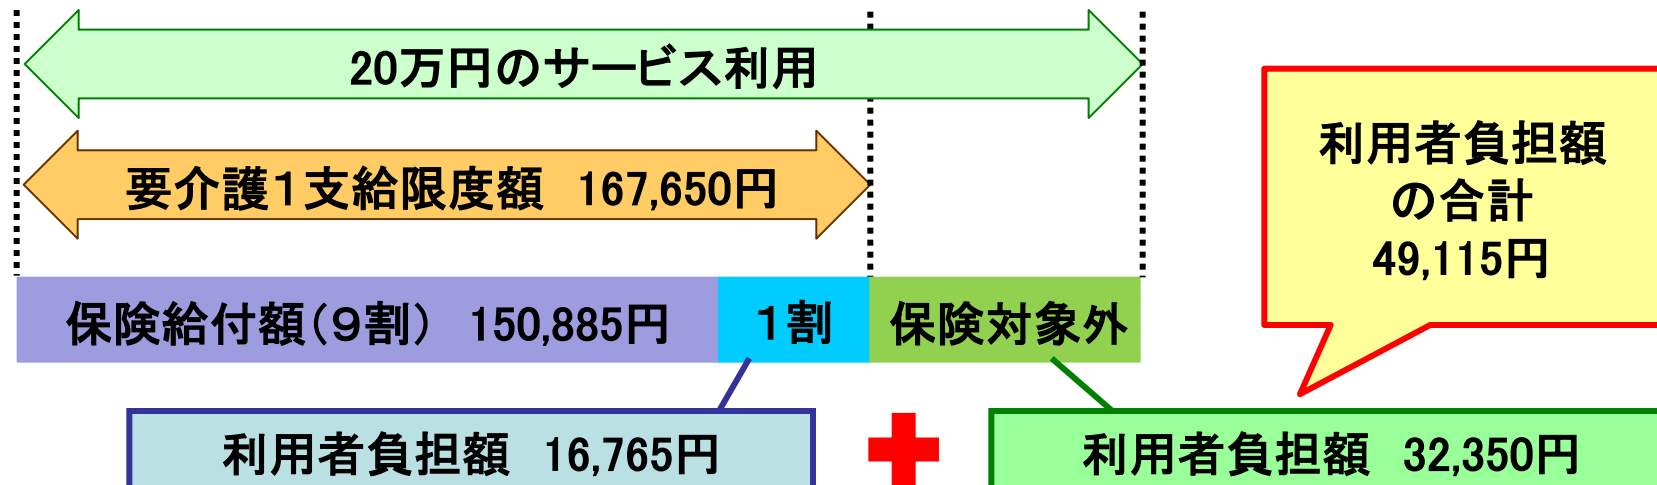 20万円のサービス利用
要介護１支給限度額　167,650円
利用者負担額
の合計
49,115円
保険給付額（９割）　150,885円
１割
保険対象外
利用者負担額　16,765円
利用者負担額　32,350円